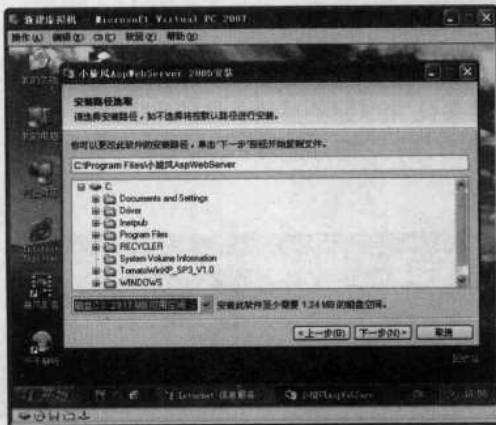 新建虚拟机 - Microsoft Virtual PC 2007
操作(A) 编辑(E) CD(C) 软驱(F) 帮助(H)
小旋风AspWebServer 2005安装
安装路径选取
请选择安装路径，如不选择将按默认路径进行安装。
你可以更改此软件的安装路径，单击'下一步'按钮开始复制文件。
C:\Program Files\小旋风AspWebServer
C:
Documents and Settings
Driver
Inetpub
Program Files
RECYCLER
System Volume Information
TomatoWinXP_SP3_V1.0
WINDOWS
安装此软件至少需要 1.24 MB 的磁盘空间。
<上一步(B) 下一步(N)> 取消
Internet